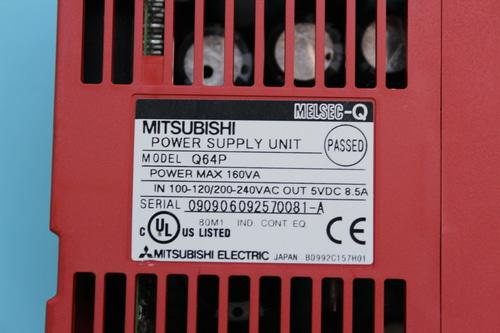 MELSEC-Q
MITSUBISHI
POWER SUPPLY UNIT
PASSED
MODEL Q64P
POWER MAX 160VA
IN 100-120/200-240VAC OUT 5VDC 8.5A
SERIAL 090906092570081-A
C UL US LISTED CE
80M1 IND. CONT. EQ
MITSUBISHI ELECTRIC JAPAN BD992C157H01